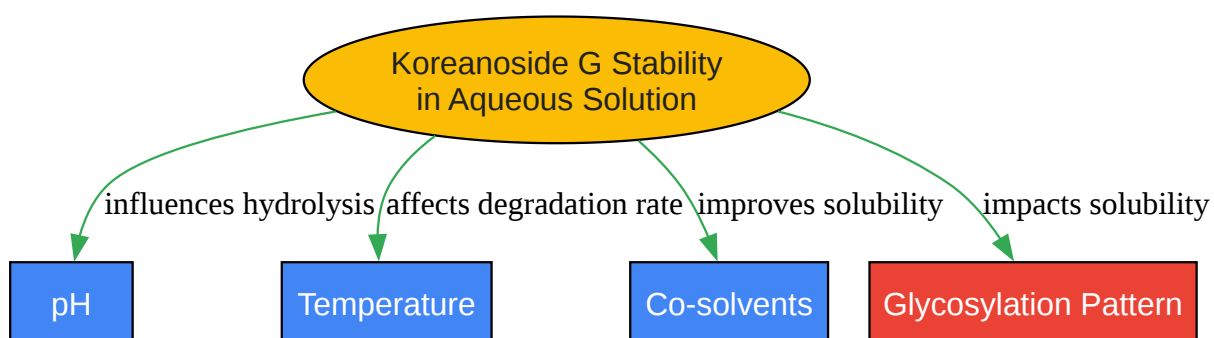 Koreanoside G Stability
in Aqueous Solution
influences hydrolysis
affects degradation rate
improves solubility
impacts solubility
pH
Temperature
Co-solvents
Glycosylation Pattern